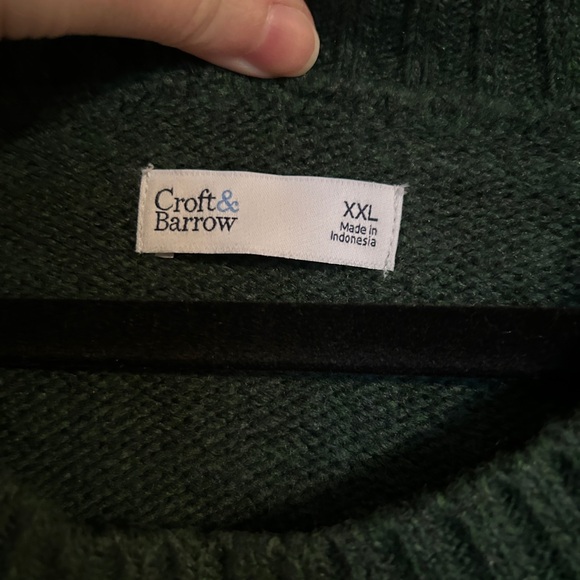 Croft&
Barrow
XXL
Made in
Indonesia